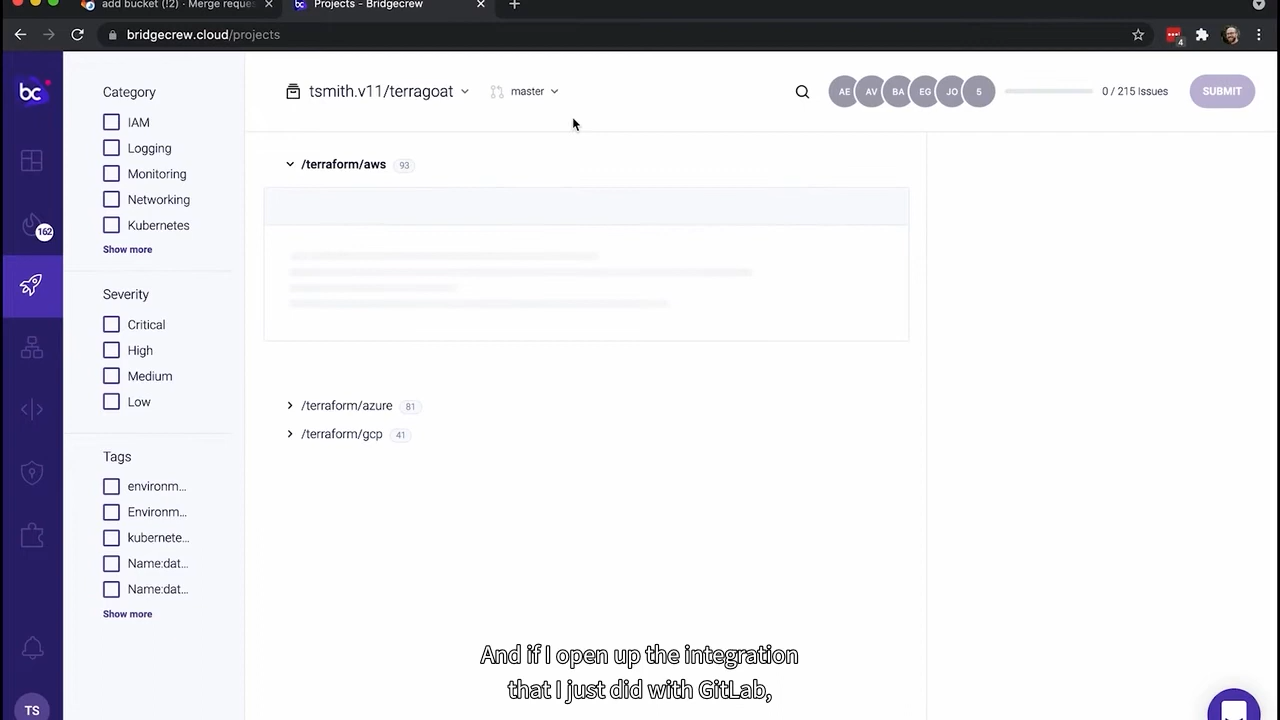 add bucket (!2) · Merge reques
Projects - Bridgecrew
bridgecrew.cloud/projects
4
bc
Category
IAM
Logging
Monitoring
Networking
Kubernetes
Show more
Severity
Critical
High
Medium
Low
Tags
environm...
Environm...
kubernete...
Name:dat...
Name:dat...
Show more
162
TS
tsmith.v11/terragoat
master
AE
AV
BA
EG
JO
5
0 / 215 Issues
SUBMIT
/terraform/aws 93
/terraform/azure 81
/terraform/gcp 41
And if I open up the integration
that I just did with GitLab,